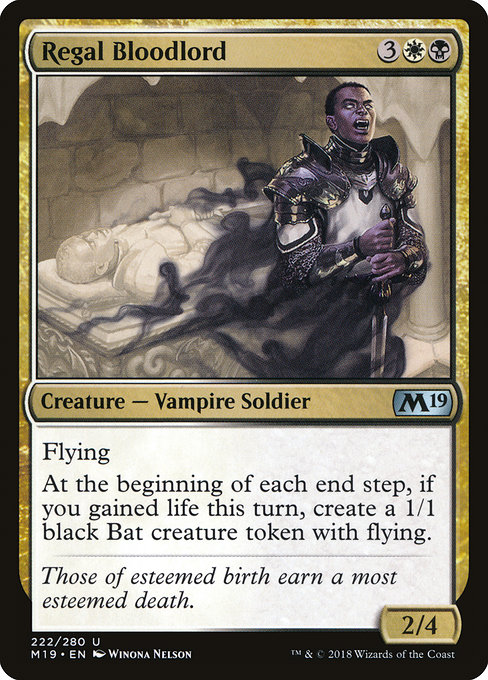 Regal Bloodlord 3
Creature — Vampire Soldier M19
Flying
At the beginning of each end step, if
you gained life this turn, create a 1/1
black Bat creature token with flying.
Those of esteemed birth earn a most
esteemed death.
2/4
222/280 U
M19 • EN Winona Nelson ™ & © 2018 Wizards of the Coast